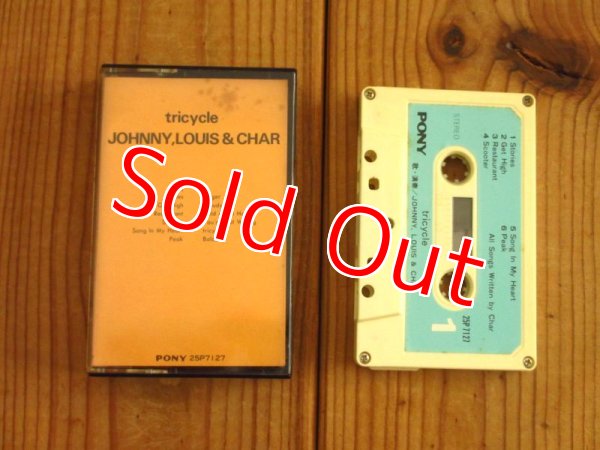 tricycle
JOHNNY, LOUIS & CHAR
Song In My
Peak
PONY 25P7127
PONY
STEREO
1 Stories
2 Get High
3 Restaurant
4 Scooter
5 Song In My Heart
6 Peak
All Songs Written by Char
歌・演奏/JOHNNY, LOUIS &
tricycle
25P7127
1
Sold Out